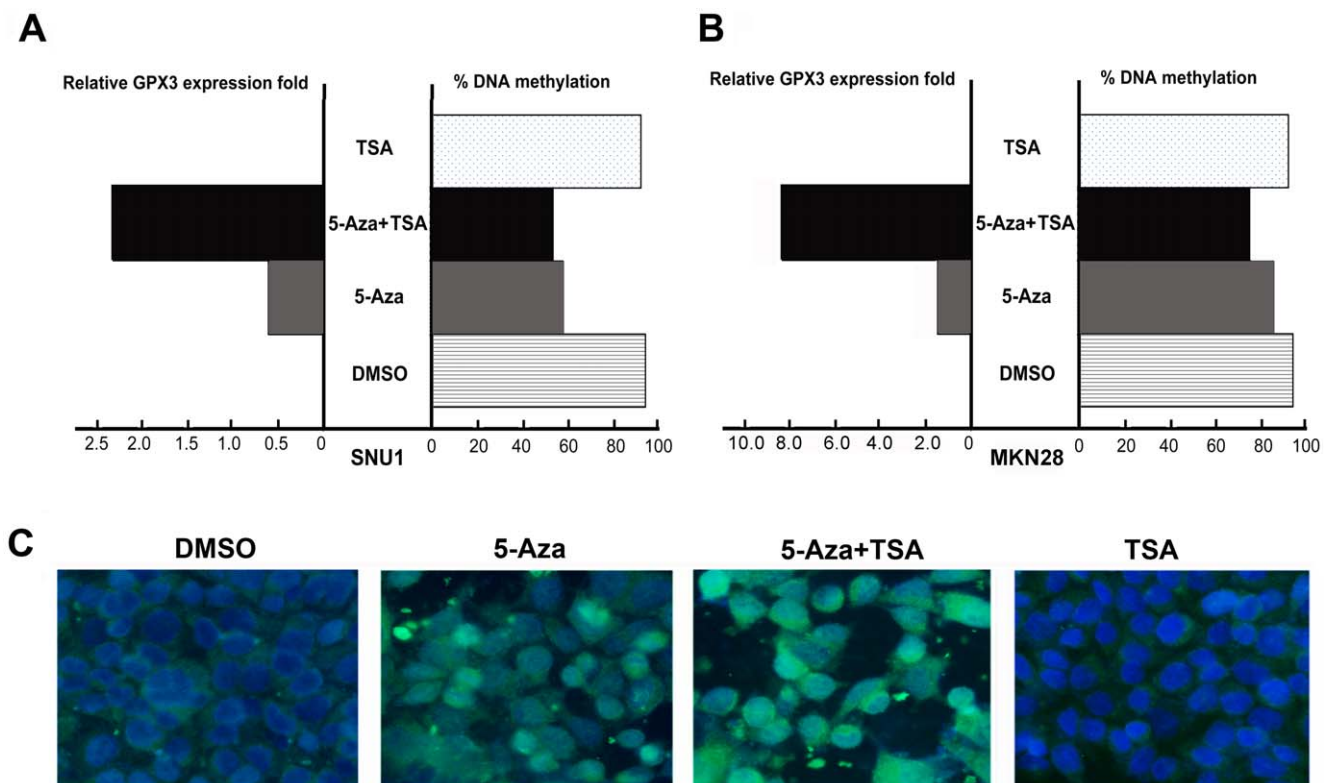 A
B
Relative GPX3 expression fold
% DNA methylation
Relative GPX3 expression fold
% DNA methylation
TSA
TSA
5-Aza+TSA
5-Aza+TSA
5-Aza
5-Aza
DMSO
DMSO
2.5 2.0 1.5 1.0 0.5 0
0 20 40 60 80 100
10.0 8.0 6.0 4.0 2.0 0
0 20 40 60 80 100
SNU1
MKN28
C
DMSO
5-Aza
5-Aza+TSA
TSA